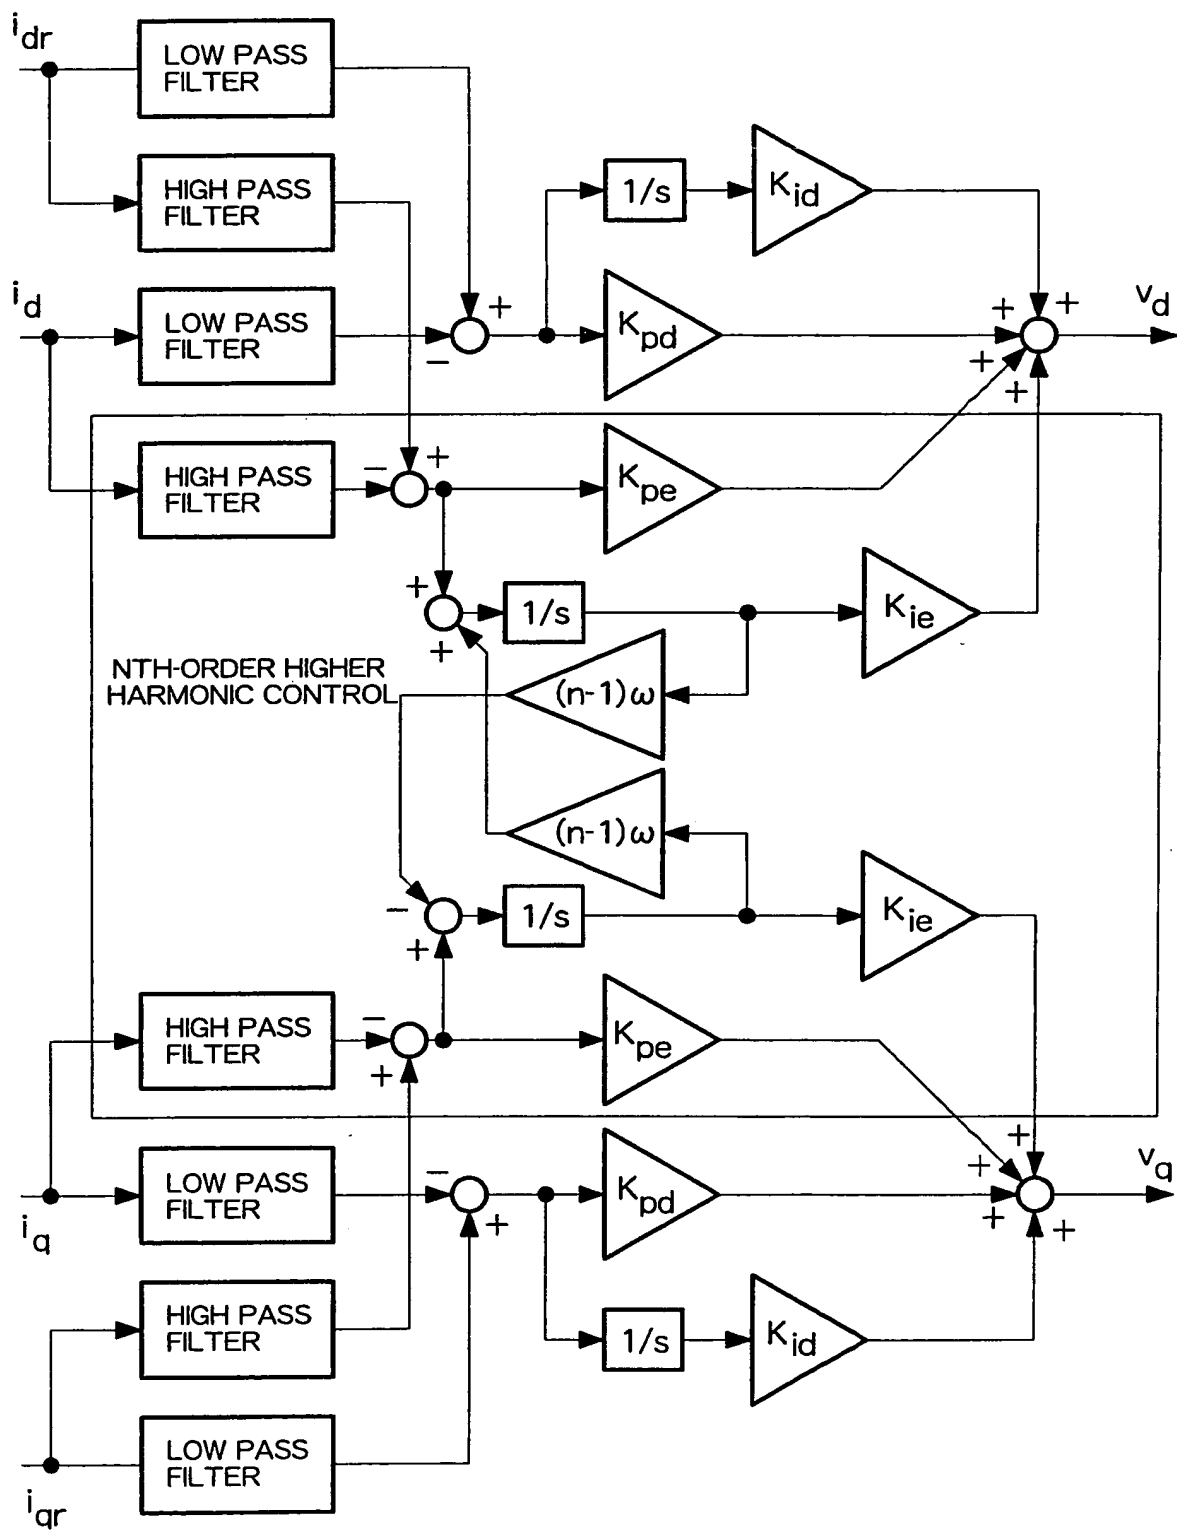 i_dr
LOW PASS
FILTER
HIGH PASS
FILTER
1/s
K_id
+
i_d
LOW PASS
FILTER
+
−
K_pd
+
+
+
+
v_d
HIGH PASS
FILTER
−
+
K_pe
+
+
1/s
K_ie
NTH-ORDER HIGHER
HARMONIC CONTROL
(n-1)ω
(n-1)ω
−
+
1/s
K_ie
HIGH PASS
FILTER
−
+
K_pe
LOW PASS
FILTER
i_q
−
+
K_pd
+
+
+
+
v_q
HIGH PASS
FILTER
1/s
K_id
LOW PASS
FILTER
i_qr